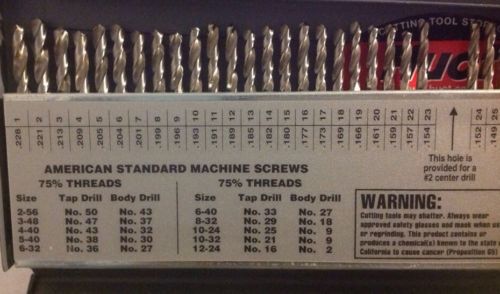 CUTTING TOOL STOR
1 2 3 4 5 6 7 8 9 10 11 12 13 14 15 16 17 18 19 20 21 22 23 24 25
.228 .221 .213 .209 .205 .204 .201 .199 .196 .193 .191 .189 .185 .182 .180 .177 .173 .169 .166 .161 .159 .157 .154 .152 .149
This hole is
provided for a
#2 center drill
AMERICAN STANDARD MACHINE SCREWS
75% THREADS 75% THREADS
Size Tap Drill Body Drill Size Tap Drill Body Drill
2-56 No. 50 No. 43 6-40 No. 33 No. 27
3-48 No. 47 No. 37 8-32 No. 29 No. 18
4-40 No. 43 No. 32 10-24 No. 25 No. 9
5-40 No. 38 No. 30 10-32 No. 21 No. 9
6-32 No. 36 No. 27 12-24 No. 16 No. 2
WARNING:
Cutting tools may shatter. Always wear
approved safety glasses and mask when us
or regrinding. This product contains or
produces a chemical(s) known to the state o
California to cause cancer (Proposition 65)